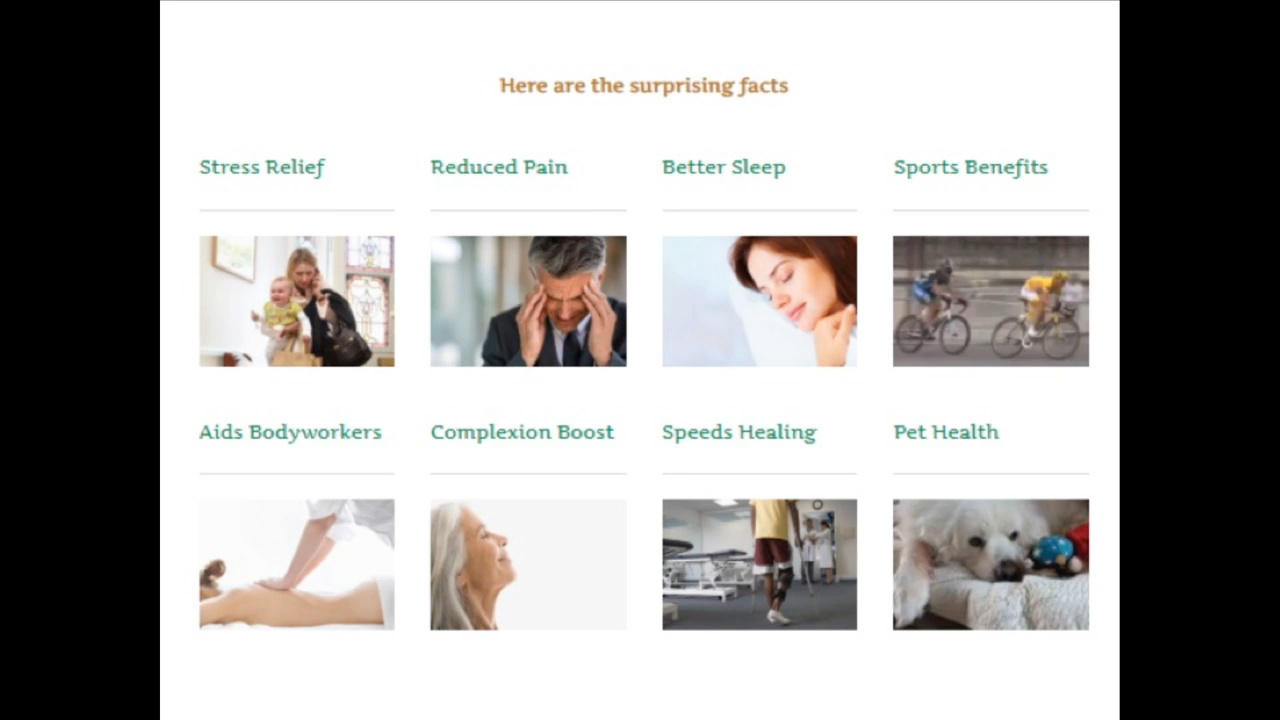 Here are the surprising facts
Stress Relief
Reduced Pain
Better Sleep
Sports Benefits
Aids Bodyworkers
Complexion Boost
Speeds Healing
Pet Health